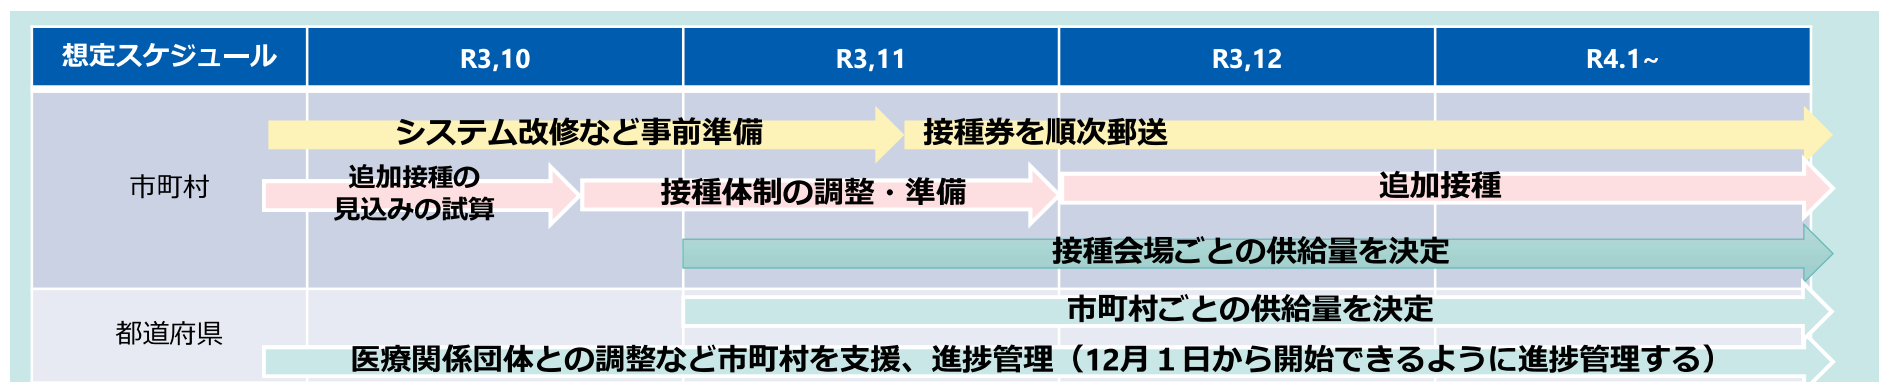 想定スケジュール
R3,10
R3,11
R3,12
R4.1~
市町村
システム改修など事前準備
接種券を順次郵送
追加接種の
見込みの試算
接種体制の調整・準備
追加接種
接種会場ごとの供給量を決定
都道府県
市町村ごとの供給量を決定
医療関係団体との調整など市町村を支援、進捗管理（12月１日から開始できるように進捗管理する）